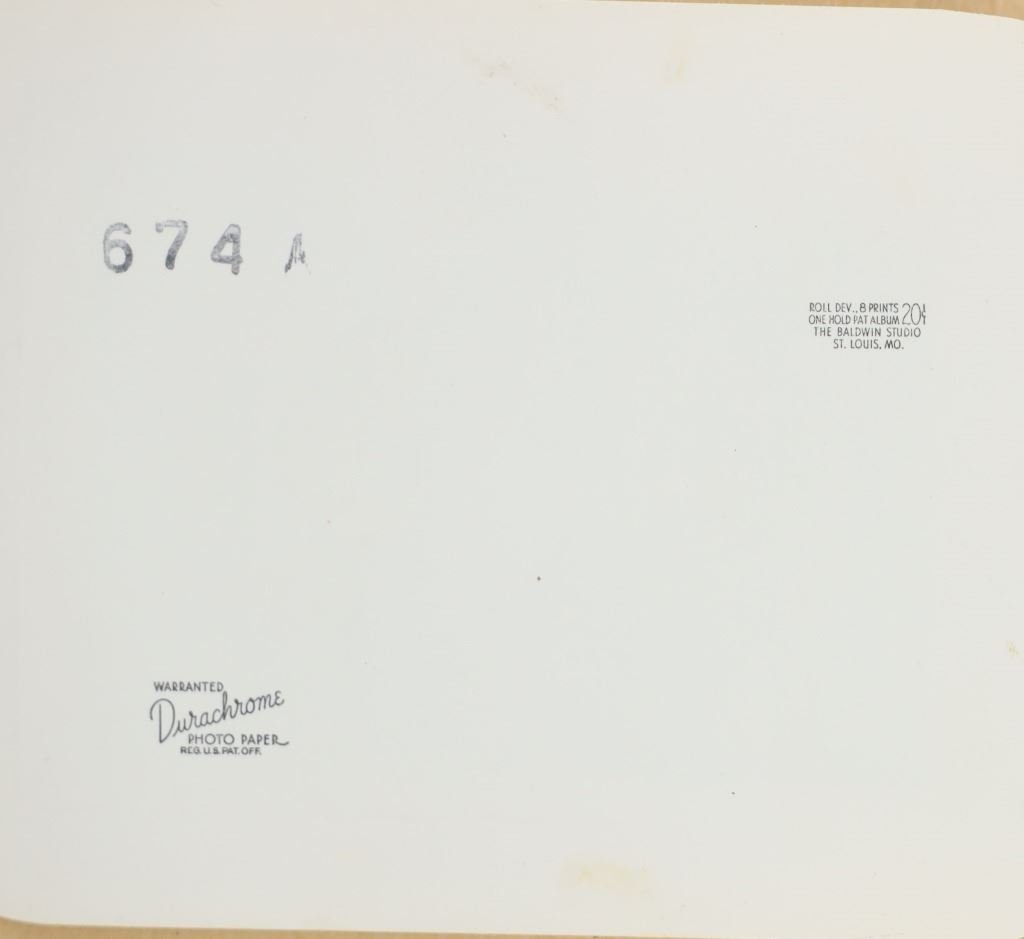 674 A
ROLL DEV., 8 PRINTS 20¢
ONE HOLD PAT ALBUM
THE BALDWIN STUDIO
ST. LOUIS, MO.
WARRANTED
Durachrome
PHOTO PAPER
REG. U.S. PAT. OFF.